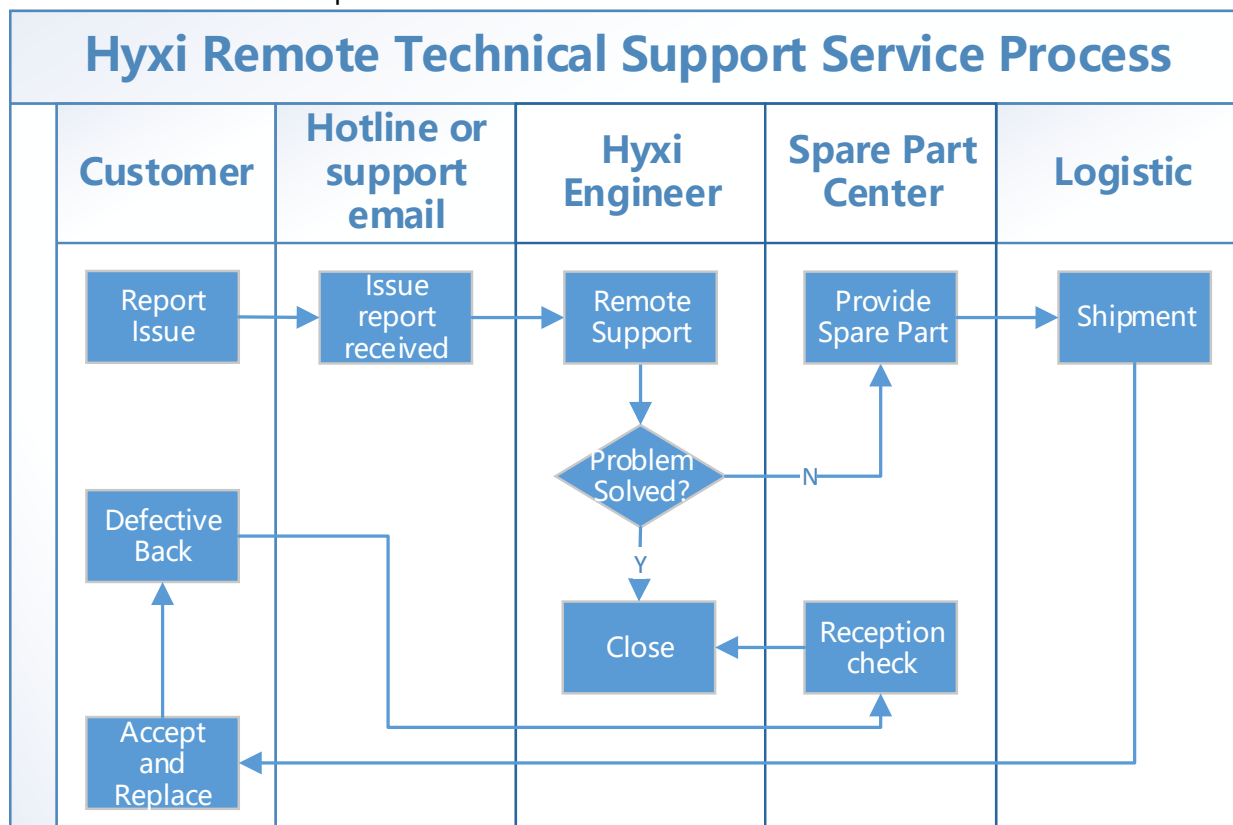 Hyxi Remote Technical Support Service Process
Customer
Hotline or
support
email
Hyxi
Engineer
Spare Part
Center
Logistic
Report
Issue
Issue
report
received
Remote
Support
Provide
Spare Part
Shipment
Problem
Solved?
N
Defective
Back
Y
Close
Reception
check
Accept
and
Replace